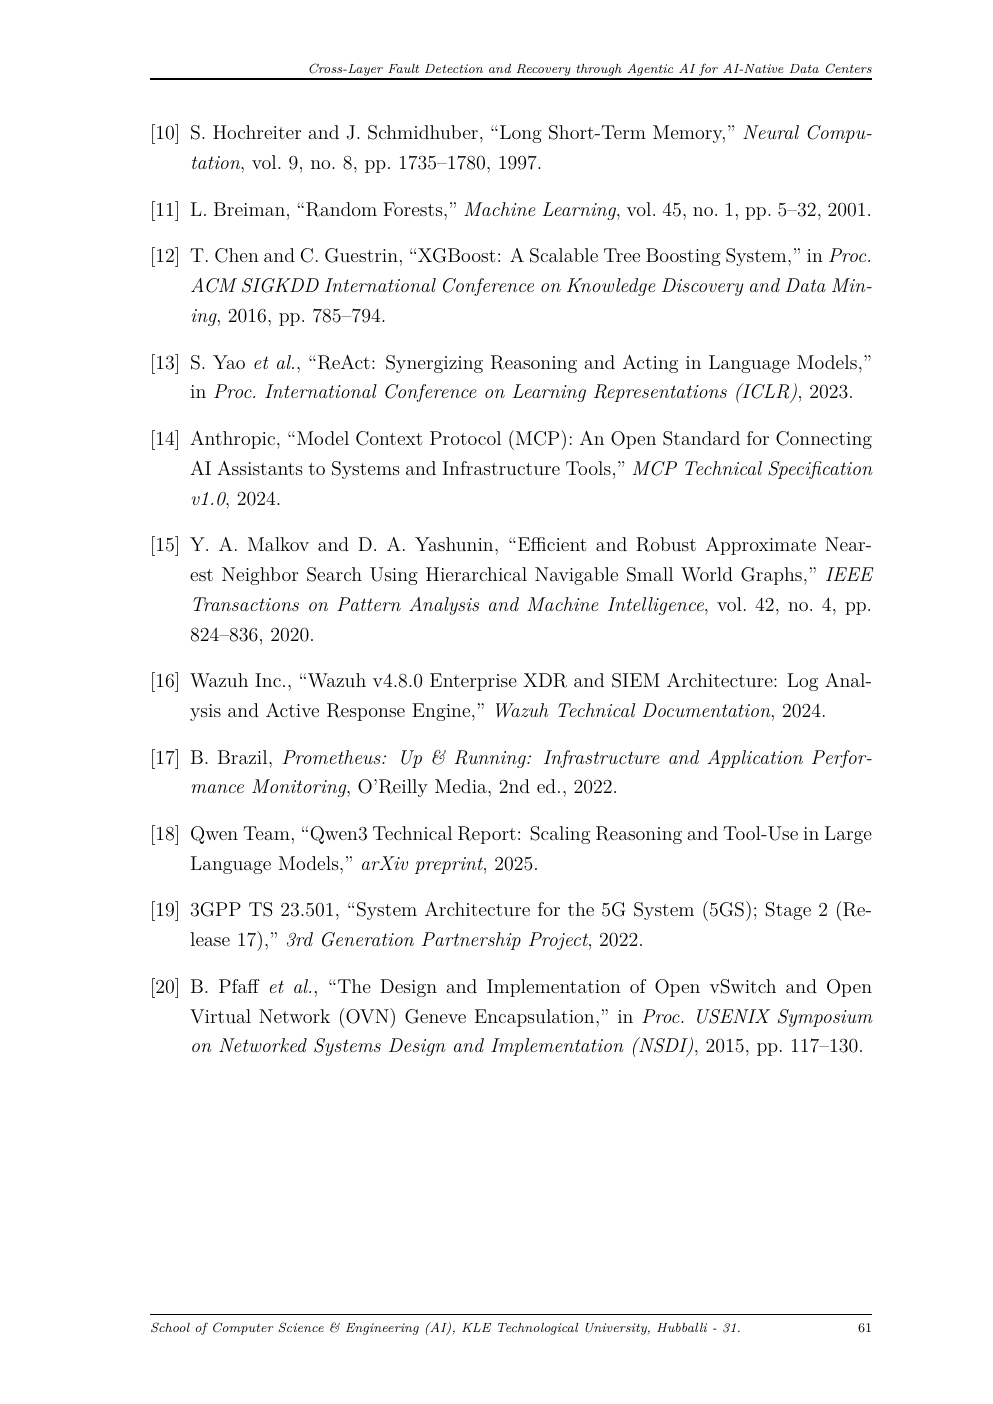 Cross-Layer Fault Detection and Recovery through Agentic AI for AI-Native Data Centers
[10] S. Hochreiter and J. Schmidhuber, “Long Short-Term Memory,” Neural Compu-
tation, vol. 9, no. 8, pp. 1735–1780, 1997.
[11] L. Breiman, “Random Forests,” Machine Learning, vol. 45, no. 1, pp. 5–32, 2001.
[12] T. Chen and C. Guestrin, “XGBoost: A Scalable Tree Boosting System,” in Proc.
ACM SIGKDD International Conference on Knowledge Discovery and Data Min-
ing, 2016, pp. 785–794.
[13] S. Yao et al., “ReAct: Synergizing Reasoning and Acting in Language Models,”
in Proc. International Conference on Learning Representations (ICLR), 2023.
[14] Anthropic, “Model Context Protocol (MCP): An Open Standard for Connecting
AI Assistants to Systems and Infrastructure Tools,” MCP Technical Specification
v1.0, 2024.
[15] Y. A. Malkov and D. A. Yashunin, “Efficient and Robust Approximate Near-
est Neighbor Search Using Hierarchical Navigable Small World Graphs,” IEEE
Transactions on Pattern Analysis and Machine Intelligence, vol. 42, no. 4, pp.
824–836, 2020.
[16] Wazuh Inc., “Wazuh v4.8.0 Enterprise XDR and SIEM Architecture: Log Anal-
ysis and Active Response Engine,” Wazuh Technical Documentation, 2024.
[17] B. Brazil, Prometheus: Up & Running: Infrastructure and Application Perfor-
mance Monitoring, O’Reilly Media, 2nd ed., 2022.
[18] Qwen Team, “Qwen3 Technical Report: Scaling Reasoning and Tool-Use in Large
Language Models,” arXiv preprint, 2025.
[19] 3GPP TS 23.501, “System Architecture for the 5G System (5GS); Stage 2 (Re-
lease 17),” 3rd Generation Partnership Project, 2022.
[20] B. Pfaff et al., “The Design and Implementation of Open vSwitch and Open
Virtual Network (OVN) Geneve Encapsulation,” in Proc. USENIX Symposium
on Networked Systems Design and Implementation (NSDI), 2015, pp. 117–130.
School of Computer Science & Engineering (AI), KLE Technological University, Hubballi - 31. 61